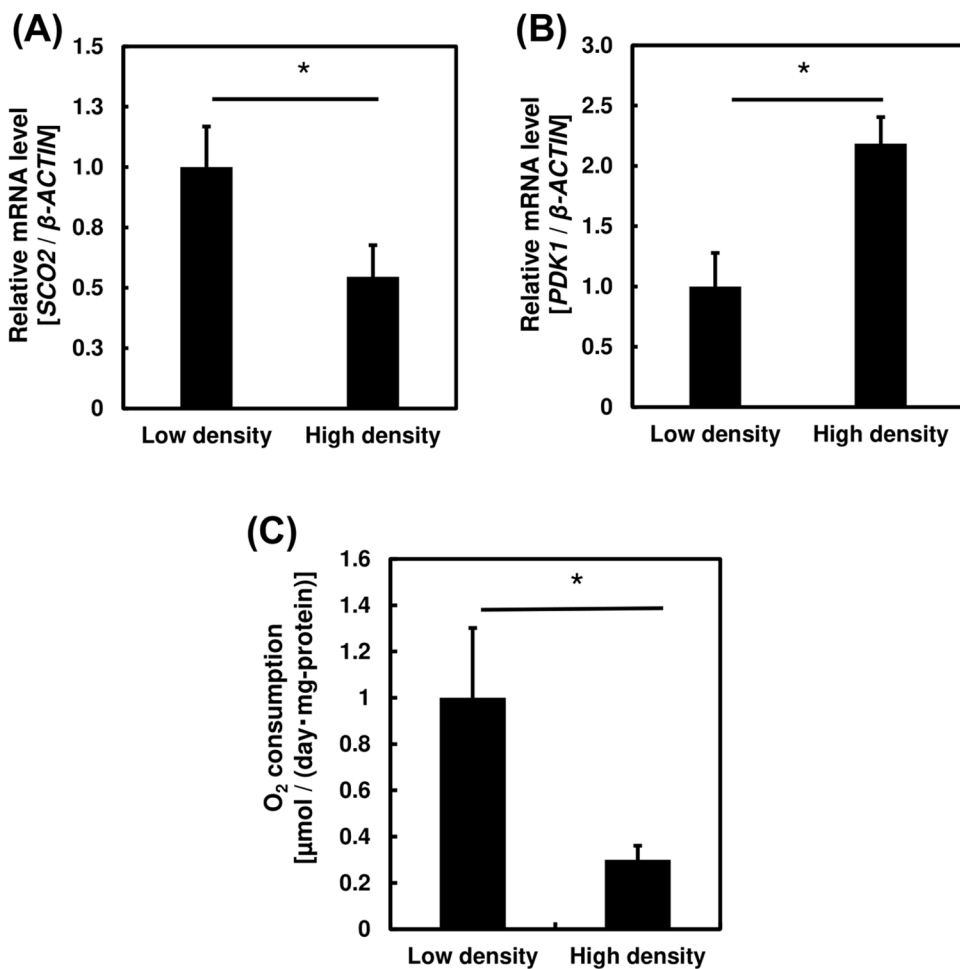 (A)
Relative mRNA level
[SCO2 / β-ACTIN]
1.5
1.3
1.0
0.8
0.5
0.3
0
*
Low density High density
(B)
Relative mRNA level
[PDK1 / β-ACTIN]
3.0
2.5
2.0
1.5
1.0
0.5
0
*
Low density High density
(C)
O₂ consumption
[μmol / (day・mg-protein)]
1.6
1.4
1.2
1
0.8
0.6
0.4
0.2
0
*
Low density High density